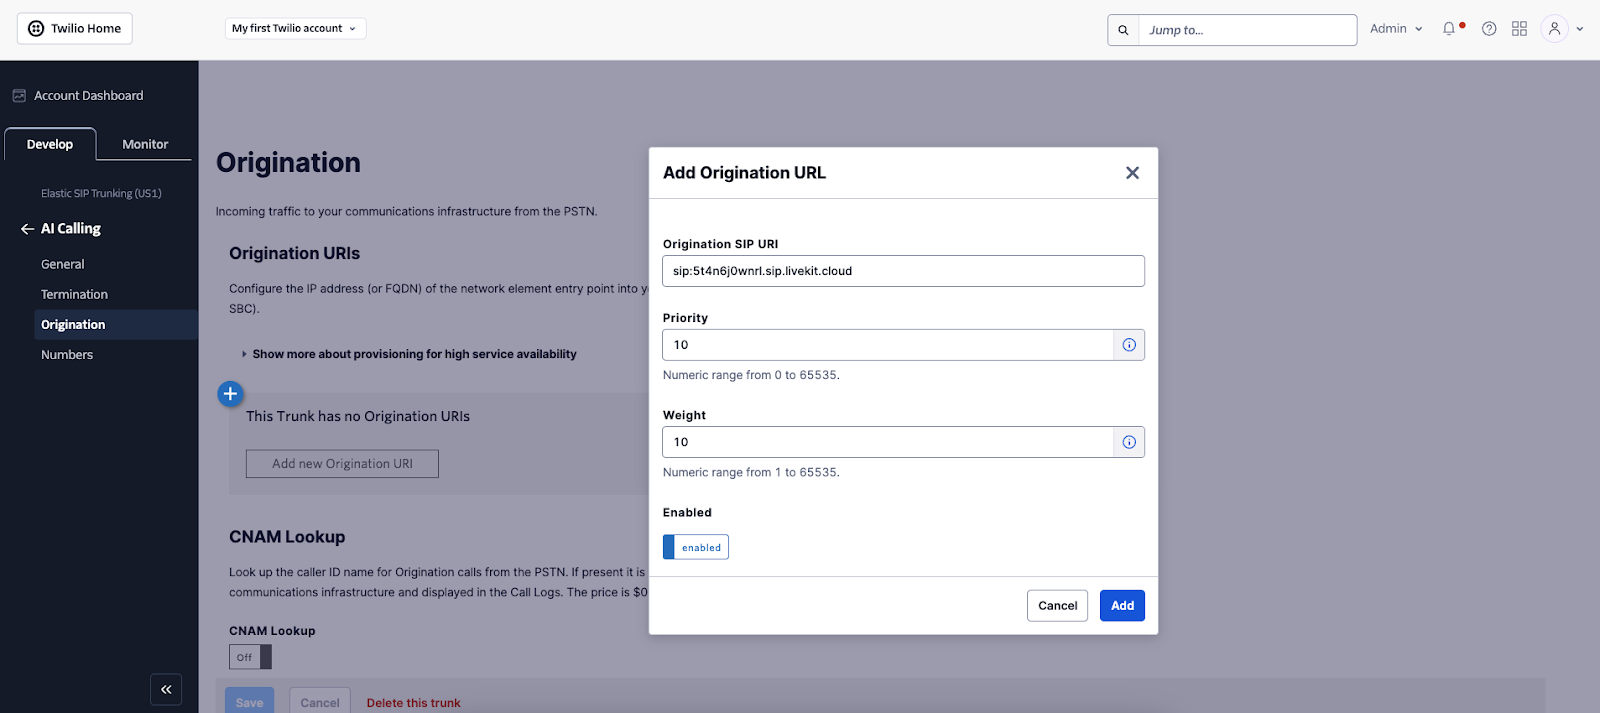 Twilio Home
My first Twilio account
Jump to...
Admin
Account Dashboard
Develop
Monitor
Elastic SIP Trunking (US1)
AI Calling
General
Termination
Origination
Numbers
Origination
Incoming traffic to your communications infrastructure from the PSTN.
Origination URIs
Configure the IP address (or FQDN) of the network element entry point into
SBC).
Show more about provisioning for high service availability
This Trunk has no Origination URIs
Add new Origination URI
CNAM Lookup
Look up the caller ID name for Origination calls from the PSTN. If present it is
communications infrastructure and displayed in the Call Logs. The price is $0
CNAM Lookup
Off
Save
Cancel
Delete this trunk
Add Origination URL
Origination SIP URI
sip:5t4n6j0wnrl.sip.livekit.cloud
Priority
10
Numeric range from 0 to 65535.
Weight
10
Numeric range from 1 to 65535.
Enabled
enabled
Cancel
Add